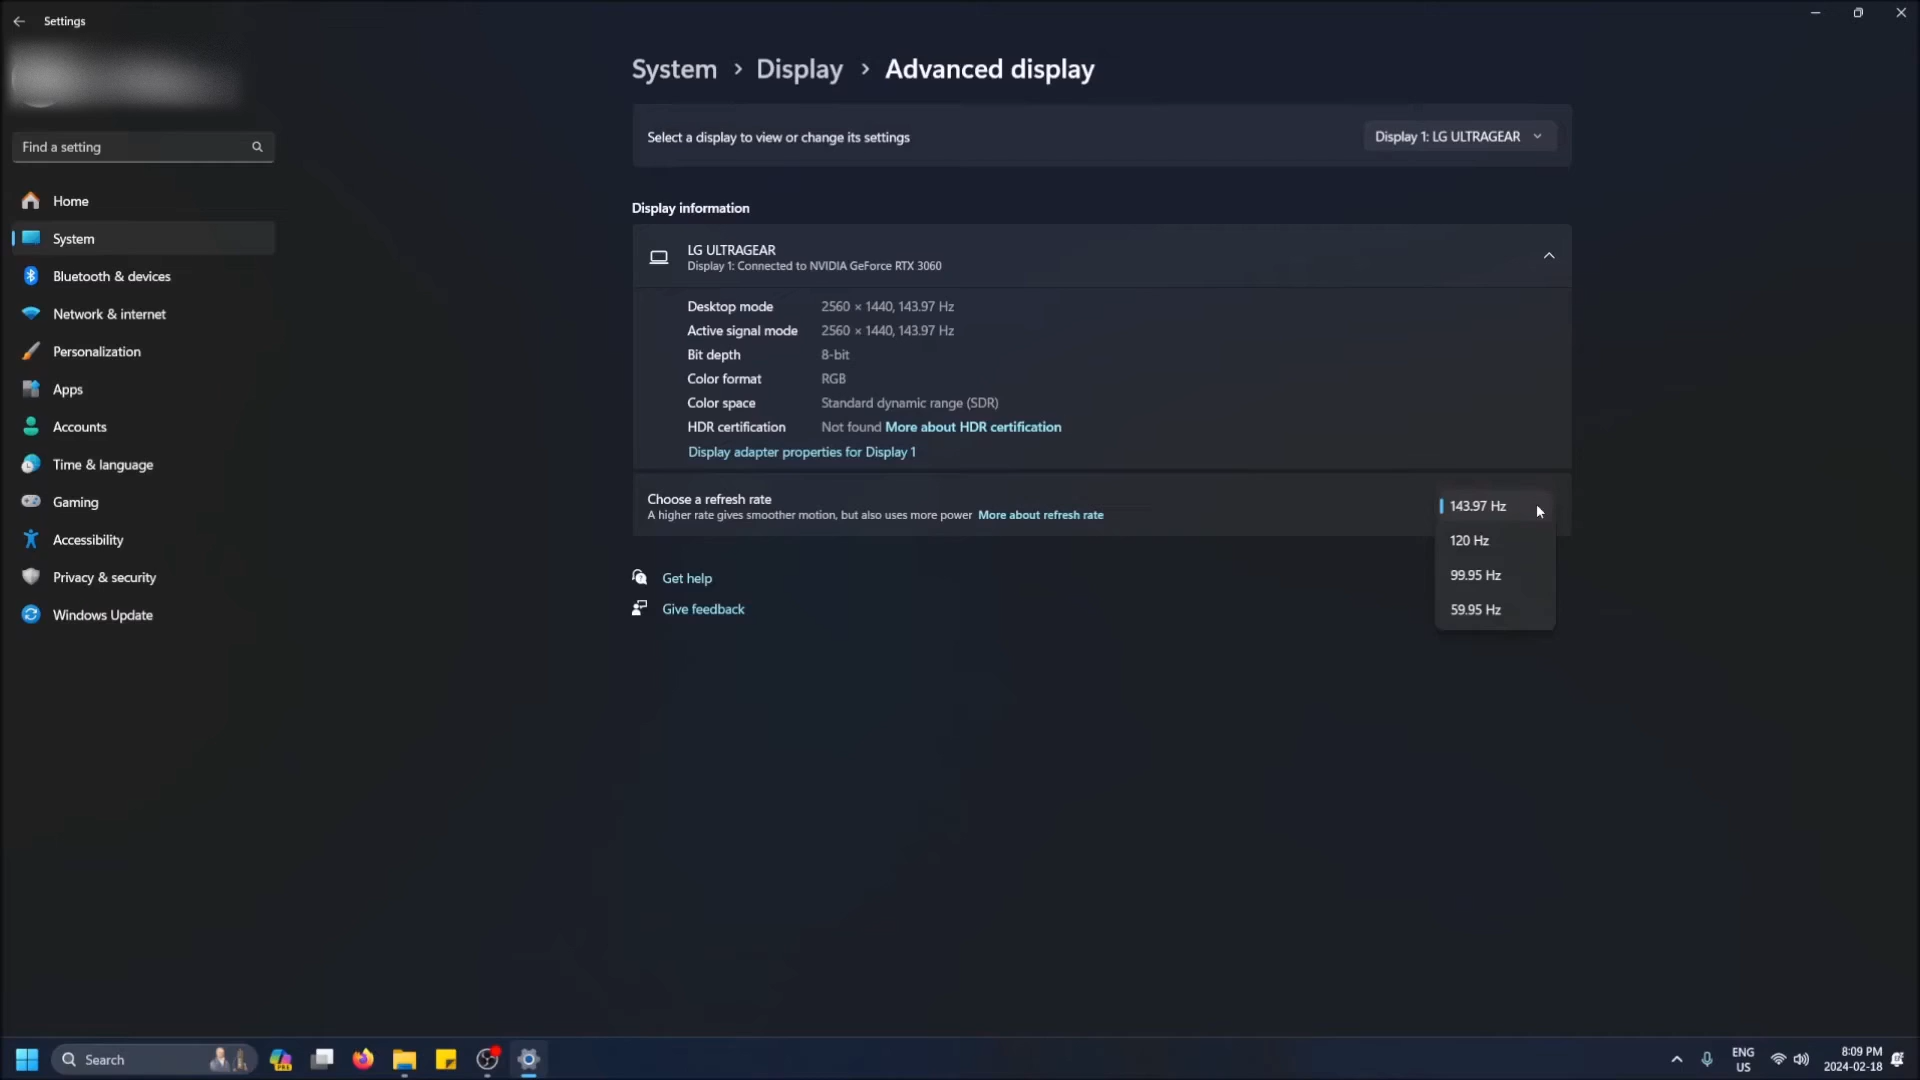 Settings
Find a setting
Home
System
Bluetooth & devices
Network & internet
Personalization
Apps
Accounts
Time & language
Gaming
Accessibility
Privacy & security
Windows Update
System > Display > Advanced display
Select a display to view or change its settings
Display 1: LG ULTRAGEAR
Display information
LG ULTRAGEAR
Display 1: Connected to NVIDIA GeForce RTX 3060
Desktop mode 2560 × 1440, 143.97 Hz
Active signal mode 2560 × 1440, 143.97 Hz
Bit depth 8-bit
Color format RGB
Color space Standard dynamic range (SDR)
HDR certification Not found More about HDR certification
Display adapter properties for Display 1
Choose a refresh rate
A higher rate gives smoother motion, but also uses more power More about refresh rate
143.97 Hz
120 Hz
99.95 Hz
59.95 Hz
Get help
Give feedback
Search
ENG
US
8:09 PM
2024-02-18